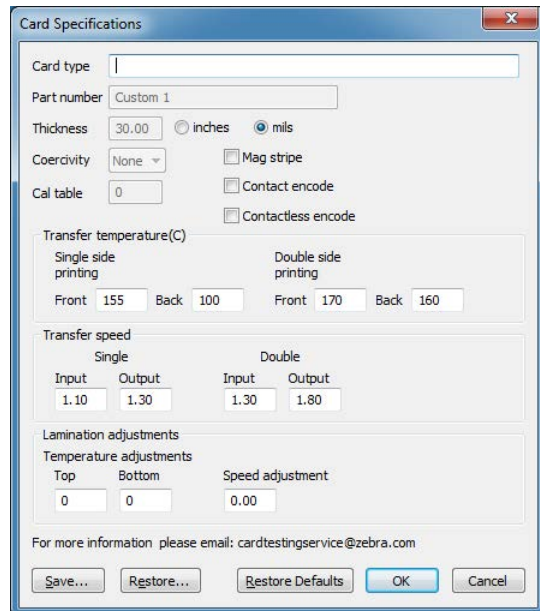 Card Specifications
Card type
Part number Custom 1
Thickness 30.00 inches mils
Coercivity None Mag stripe
Cal table 0 Contact encode
Contactless encode
Transfer temperature(C)
Single side Double side
printing printing
Front 155 Back 100 Front 170 Back 160
Transfer speed
Single Double
Input Output Input Output
1.10 1.30 1.30 1.80
Lamination adjustments
Temperature adjustments
Top Bottom Speed adjustment
0 0 0.00
For more information please email: cardtestingservice@zebra.com
Save... Restore... Restore Defaults OK Cancel